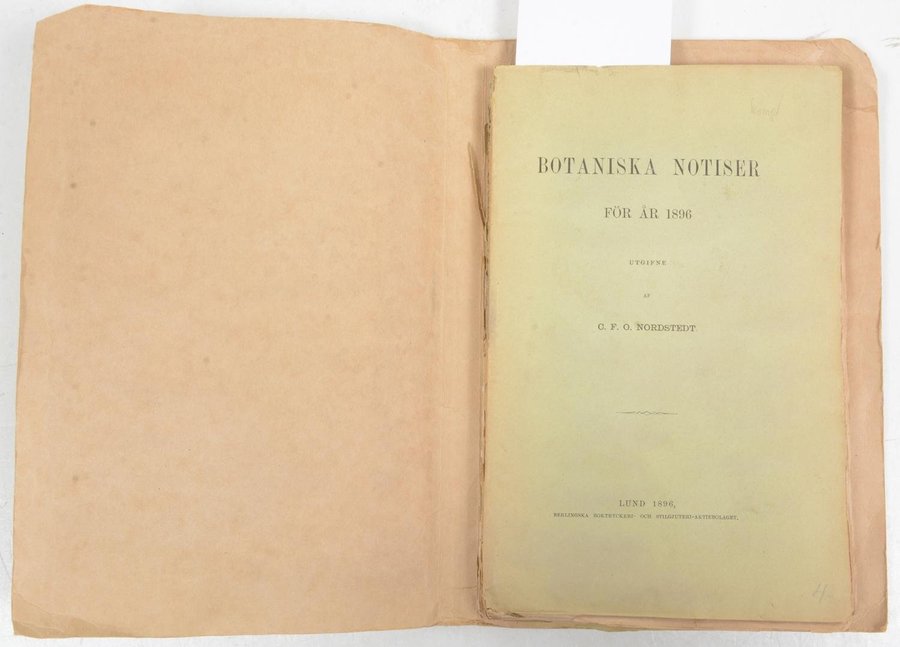 BOTANISKA NOTISER
FÖR ÅR 1896
UTGIFNE
AF
C. F. O. NORDSTEDT.
LUND 1896,
BERLINGSKA BOKTRYCKERI- OCH STILGJUTERI-AKTIEBOLAGET,